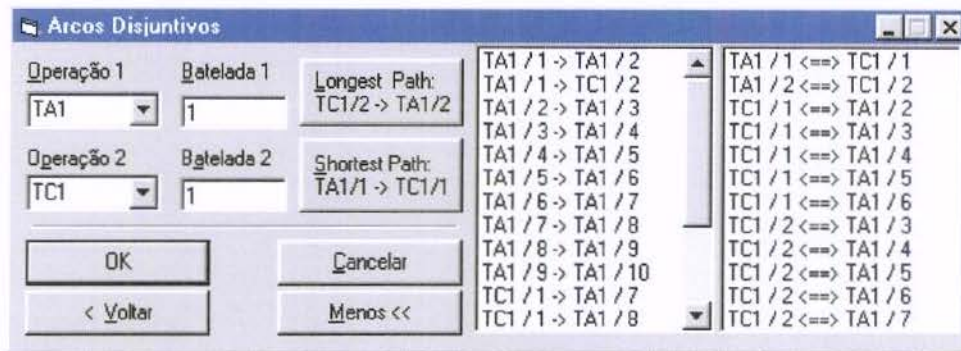 Arcos Disjuntivos
Operação 1
Batelada 1
TA1
1
Longest Path:
TC1/2 -> TA1/2
Operação 2
Batelada 2
TC1
1
Shortest Path:
TA1/1 -> TC1/1
OK
Cancelar
< Voltar
Menos <<
TA1 / 1 -> TA1 / 2
TA1 / 1 -> TC1 / 2
TA1 / 2 -> TA1 / 3
TA1 / 3 -> TA1 / 4
TA1 / 4 -> TA1 / 5
TA1 / 5 -> TA1 / 6
TA1 / 6 -> TA1 / 7
TA1 / 7 -> TA1 / 8
TA1 / 8 -> TA1 / 9
TA1 / 9 -> TA1 / 10
TC1 / 1 -> TA1 / 7
TC1 / 1 -> TA1 / 8
TA1 / 1 <==> TC1 / 1
TA1 / 2 <==> TC1 / 2
TC1 / 1 <==> TA1 / 2
TC1 / 1 <==> TA1 / 3
TC1 / 1 <==> TA1 / 4
TC1 / 1 <==> TA1 / 5
TC1 / 1 <==> TA1 / 6
TC1 / 2 <==> TA1 / 3
TC1 / 2 <==> TA1 / 4
TC1 / 2 <==> TA1 / 5
TC1 / 2 <==> TA1 / 6
TC1 / 2 <==> TA1 / 7